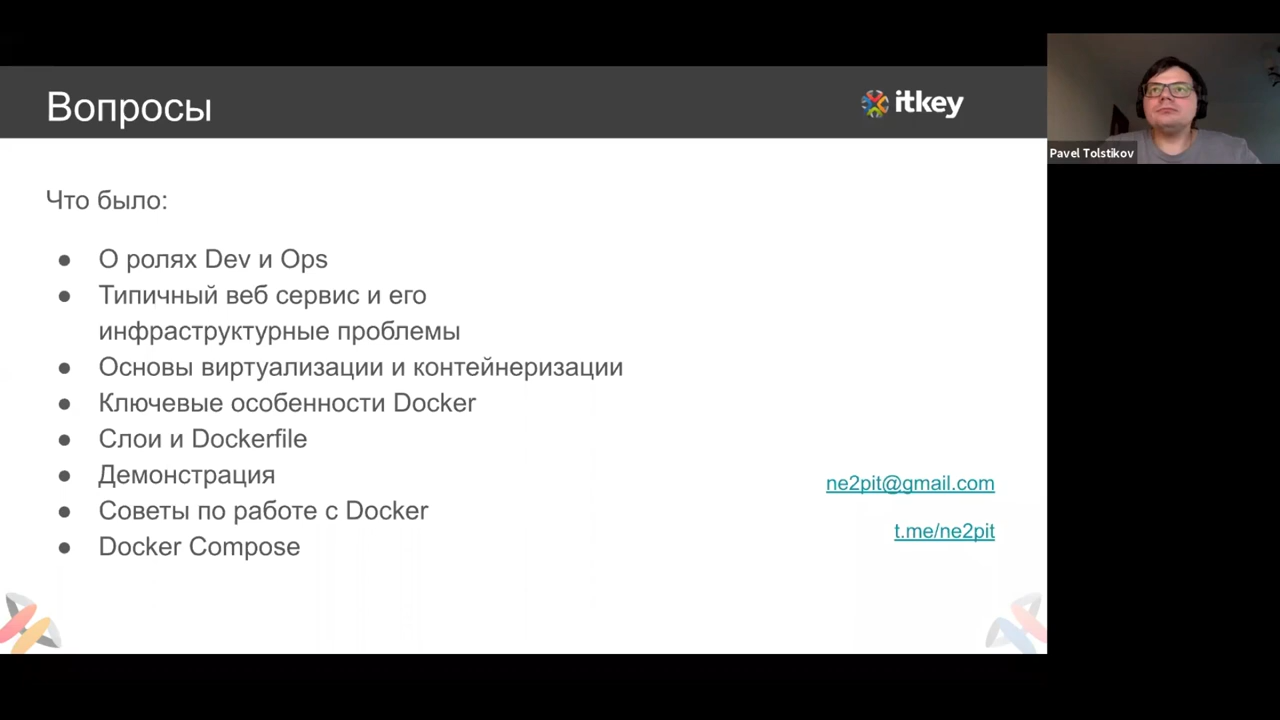 Вопросы
itkey
Pavel Tolstikov
Что было:
● О ролях Dev и Ops
● Типичный веб сервис и его
инфраструктурные проблемы
● Основы виртуализации и контейнеризации
● Ключевые особенности Docker
● Слои и Dockerfile
● Демонстрация
● Советы по работе с Docker
● Docker Compose
ne2pit@gmail.com
t.me/ne2pit